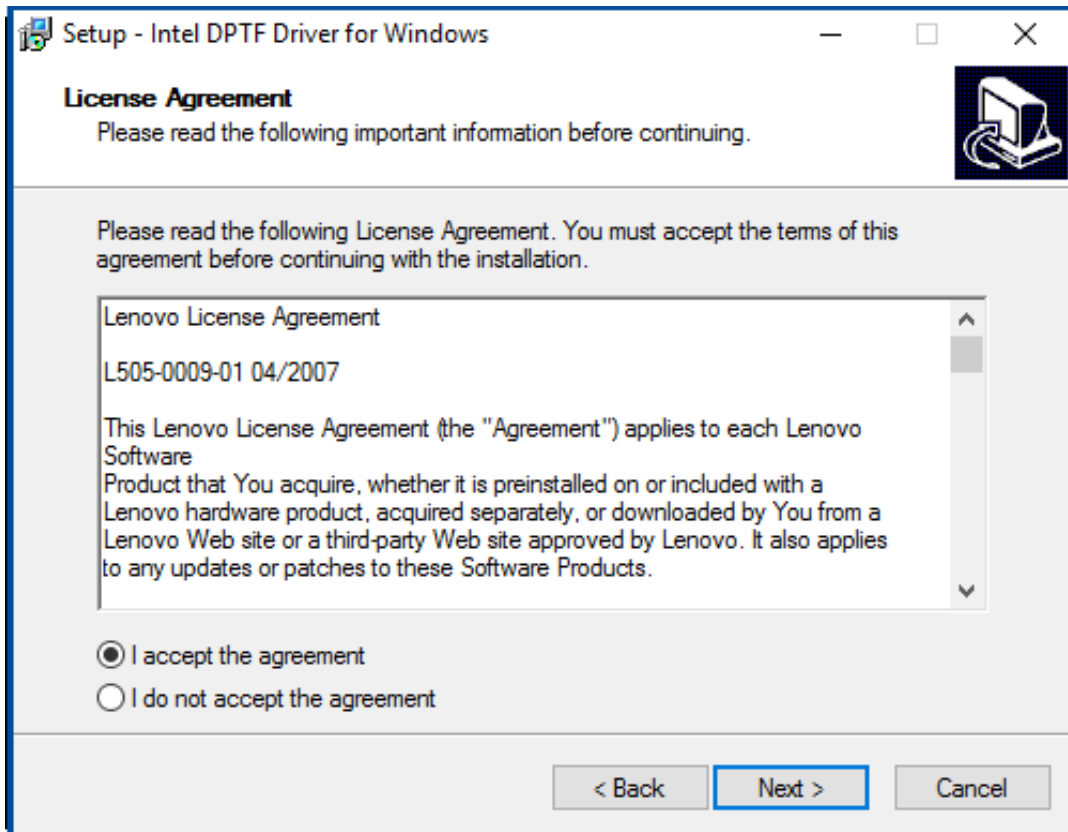 Setup - Intel DPTF Driver for Windows
License Agreement
Please read the following important information before continuing.
Please read the following License Agreement. You must accept the terms of this
agreement before continuing with the installation.
Lenovo License Agreement
L505-0009-01 04/2007
This Lenovo License Agreement (the "Agreement") applies to each Lenovo
Software
Product that You acquire, whether it is preinstalled on or included with a
Lenovo hardware product, acquired separately, or downloaded by You from a
Lenovo Web site or a third-party Web site approved by Lenovo. It also applies
to any updates or patches to these Software Products.
I accept the agreement
I do not accept the agreement
< Back Next > Cancel